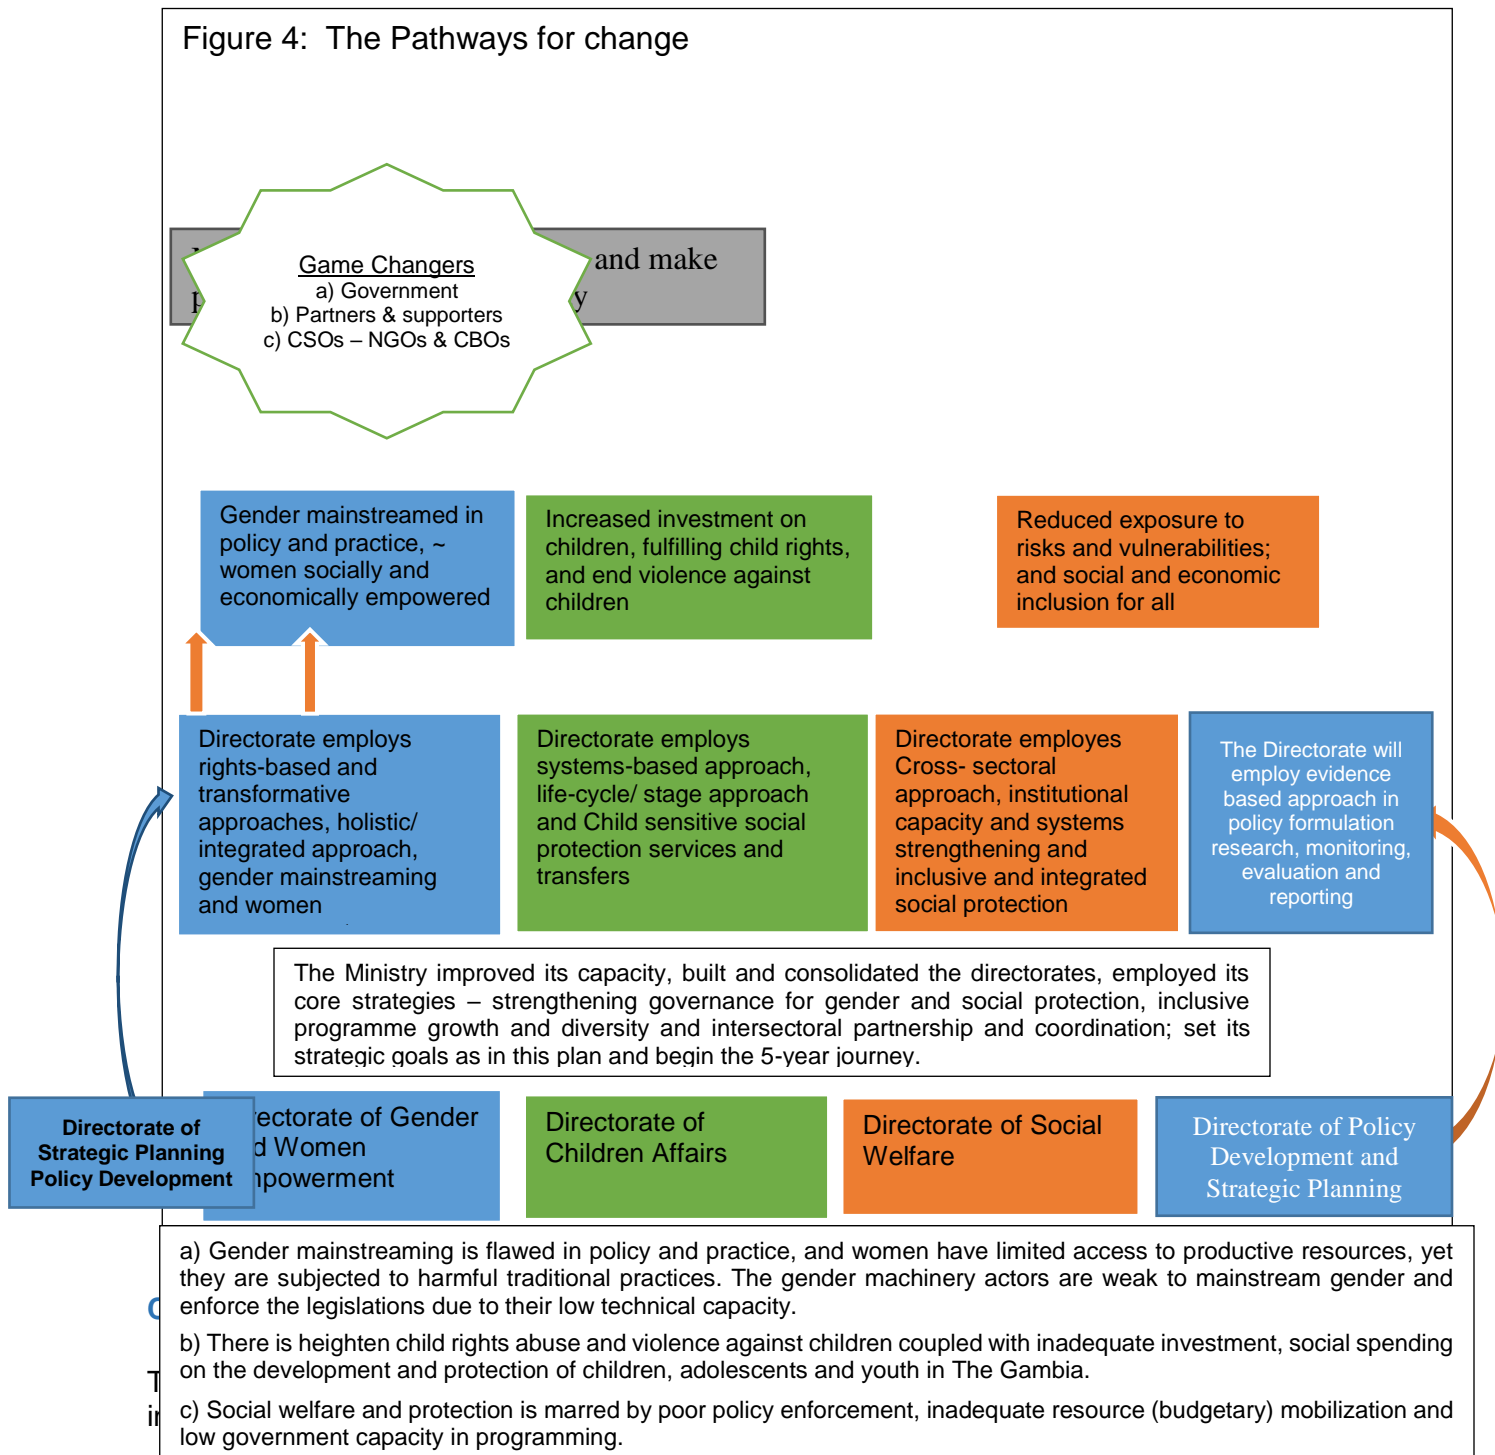 Figure 4: The Pathways for change
and make
Game Changers
a) Government
b) Partners & supporters
c) CSOs – NGOs & CBOs
Gender mainstreamed in
policy and practice, ~
women socially and
economically empowered
Increased investment on
children, fulfilling child rights,
and end violence against
children
Reduced exposure to
risks and vulnerabilities;
and social and economic
inclusion for all
Directorate employs
rights-based and
transformative
approaches, holistic/
integrated approach,
gender mainstreaming
and women
Directorate employs
systems-based approach,
life-cycle/ stage approach
and Child sensitive social
protection services and
transfers
Directorate employes
Cross- sectoral
approach, institutional
capacity and systems
strengthening and
inclusive and integrated
social protection
The Directorate will
employ evidence
based approach in
policy formulation
research, monitoring,
evaluation and
reporting
The Ministry improved its capacity, built and consolidated the directorates, employed its
core strategies – strengthening governance for gender and social protection, inclusive
programme growth and diversity and intersectoral partnership and coordination; set its
strategic goals as in this plan and begin the 5-year journey.
Directorate of
Strategic Planning
Policy Development
rectorate of Gender
d Women
powerment
Directorate of
Children Affairs
Directorate of Social
Welfare
Directorate of Policy
Development and
Strategic Planning
a) Gender mainstreaming is flawed in policy and practice, and women have limited access to productive resources, yet
they are subjected to harmful traditional practices. The gender machinery actors are weak to mainstream gender and
enforce the legislations due to their low technical capacity.
b) There is heighten child rights abuse and violence against children coupled with inadequate investment, social spending
on the development and protection of children, adolescents and youth in The Gambia.
c) Social welfare and protection is marred by poor policy enforcement, inadequate resource (budgetary) mobilization and
low government capacity in programming.